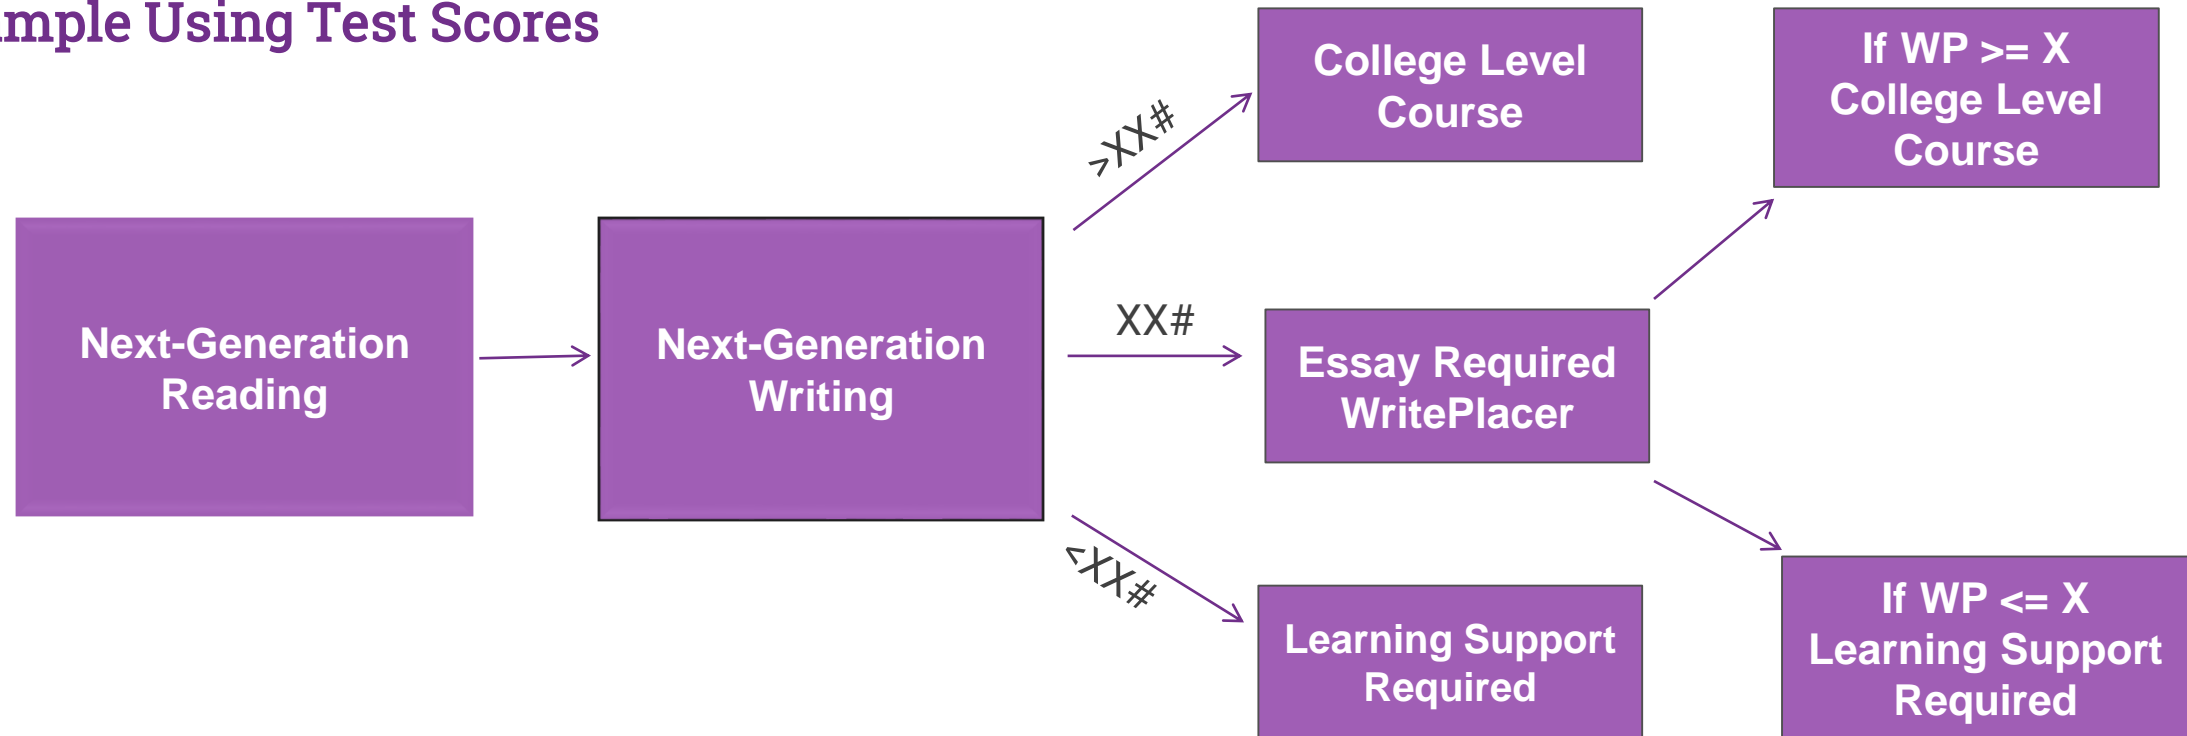 Using Test Scores
Next-Generation
Reading
Next-Generation
Writing
>XX#
XX#
<XX#
College Level
Course
Essay Required
WritePlacer
Learning Support
Required
If WP >= X
College Level
Course
If WP <= X
Learning Support
Required